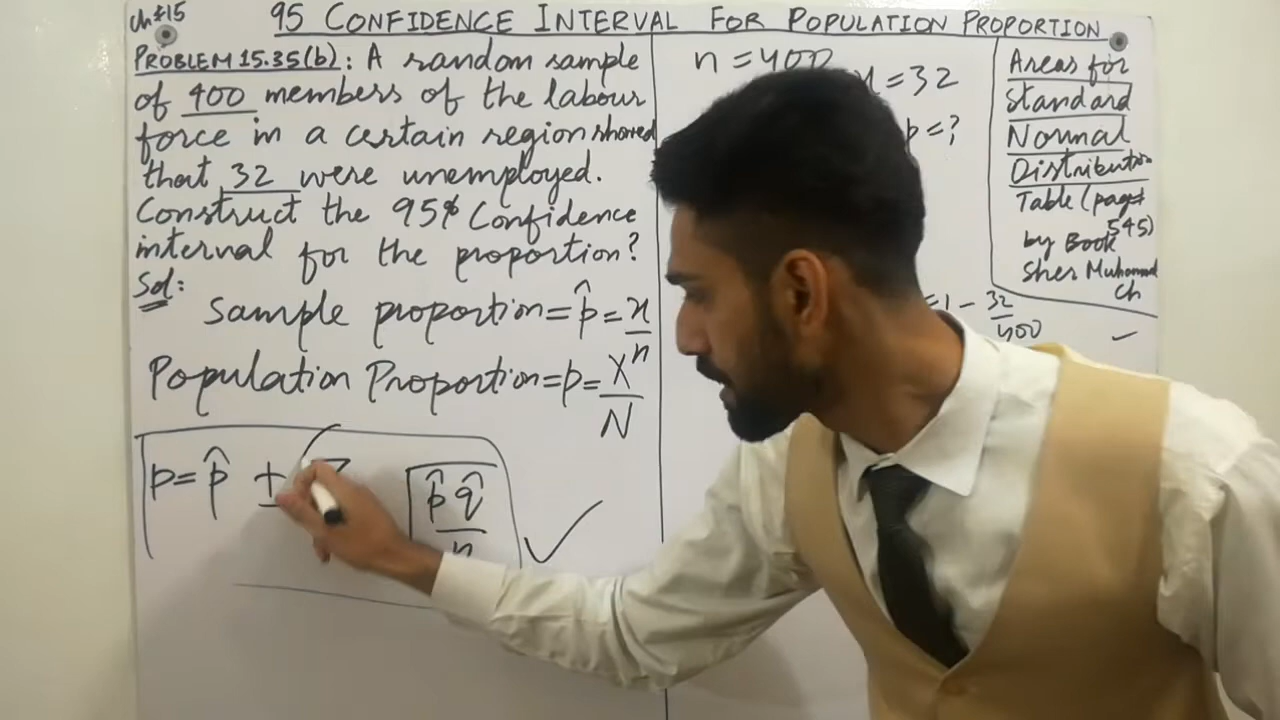 Ch#15
95 CONFIDENCE INTERVAL FOR POPULATION PROPORTION
PROBLEM 15.35(b): A random sample
of 400 members of the labour
force in a certain region showed
that 32 were unemployed.
Construct the 95% Confidence
interval for the proportion?
Sol:
Sample proportion = p̂ = x/n
Population Proportion = p = X/N
p = p̂ ± Z √(p̂ q̂/n)
n = 400
x = 32
p = ?
= 1 - 32/400
Areas for
Standard
Normal
Distribution
Table (page#
545)
by Book
Sher Muhammad
Ch